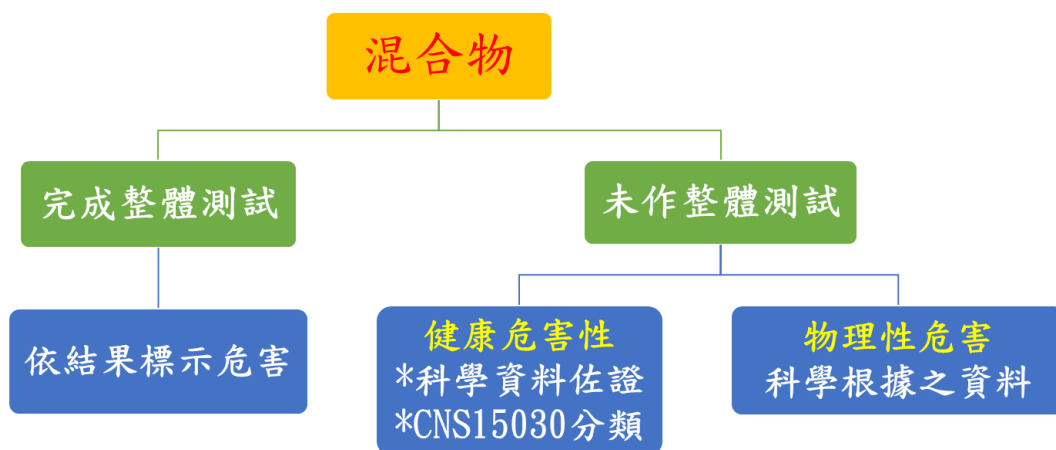 混合物
完成整體測試
未作整體測試
依結果標示危害
健康危害性
*科學資料佐證
*CNS15030分類
物理性危害
科學根據之資料